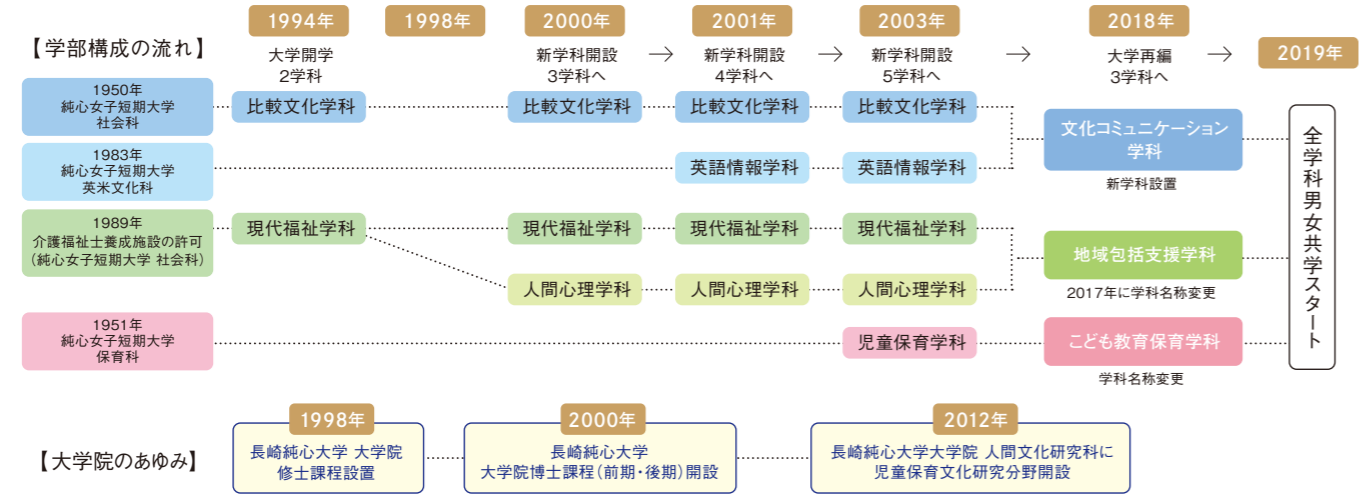 【学部構成の流れ】
1994年
1998年
2000年
2001年
2003年
2018年
2019年
大学開学
2学科
新学科開設
3学科へ
→
新学科開設
4学科へ
→
新学科開設
5学科へ
→
大学再編
3学科へ
→
1950年
純心女子短期大学
社会科
比較文化学科
比較文化学科
比較文化学科
比較文化学科
1983年
純心女子短期大学
英米文化科
英語情報学科
英語情報学科
文化コミュニケーション
学科
新学科設置
1989年
介護福祉士養成施設の許可
(純心女子短期大学 社会科)
現代福祉学科
現代福祉学科
現代福祉学科
現代福祉学科
人間心理学科
人間心理学科
人間心理学科
地域包括支援学科
2017年に学科名称変更
1951年
純心女子短期大学
保育科
児童保育学科
こども教育保育学科
学科名称変更
全学科男女共学スタート
【大学院のあゆみ】
1998年
長崎純心大学 大学院
修士課程設置
2000年
長崎純心大学
大学院博士課程(前期・後期)開設
2012年
長崎純心大学大学院 人間文化研究科に
児童保育文化研究分野開設